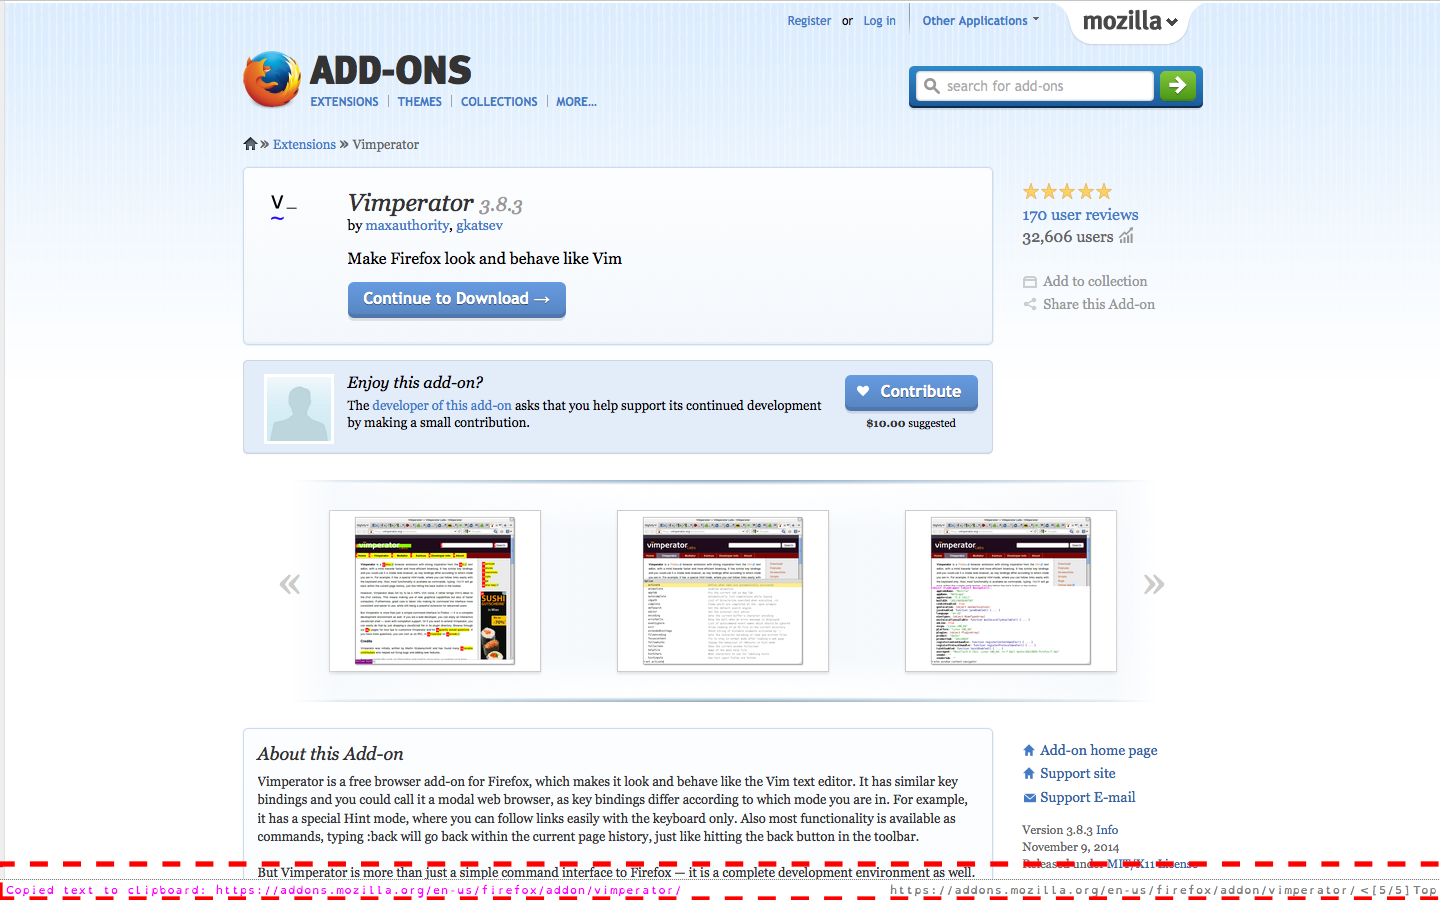 Register or Log in Other Applications mozilla
ADD-ONS
EXTENSIONS THEMES COLLECTIONS MORE...
search for add-ons
» Extensions » Vimperator
V_
~
Vimperator 3.8.3
by maxauthority, gkatsev
Make Firefox look and behave like Vim
Continue to Download →
170 user reviews
32,606 users
Add to collection
Share this Add-on
Enjoy this add-on?
The developer of this add-on asks that you help support its continued development
by making a small contribution.
Contribute
$10.00 suggested
« »
vimperator
vimperator
vimperator
About this Add-on
Vimperator is a free browser add-on for Firefox, which makes it look and behave like the Vim text editor. It has similar key
bindings and you could call it a modal web browser, as key bindings differ according to which mode you are in. For example,
it has a special Hint mode, where you can follow links easily with the keyboard only. Also most functionality is available as
commands, typing :back will go back within the current page history, just like hitting the back button in the toolbar.
But Vimperator is more than just a simple command interface to Firefox — it is a complete development environment as well.
Add-on home page
Support site
Support E-mail
Version 3.8.3 Info
November 9, 2014
Released under MIT/X11 License
Copied text to clipboard: https://addons.mozilla.org/en-us/firefox/addon/vimperator/
https://addons.mozilla.org/en-us/firefox/addon/vimperator/ <[5/5] Top